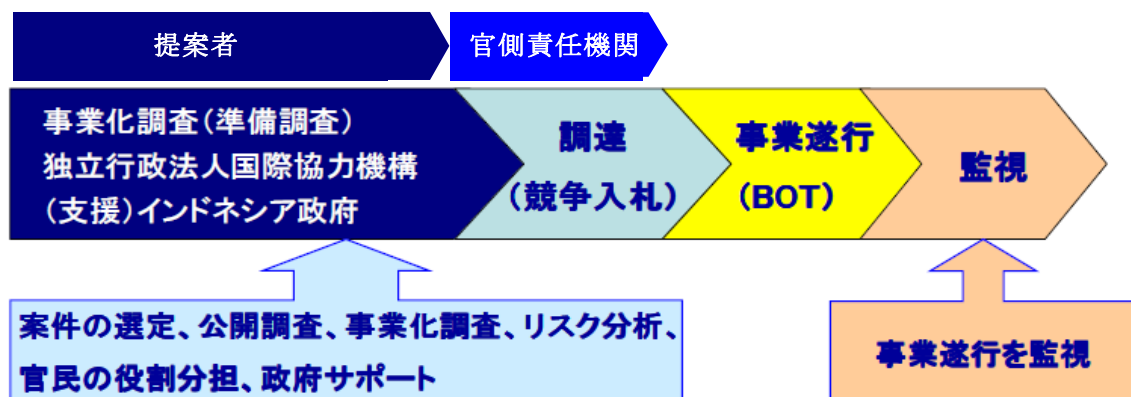 提案者
官側責任機関
事業化調査(準備調査)
独立行政法人国際協力機構
(支援)インドネシア政府
調達
(競争入札)
事業遂行
(BOT)
監視
案件の選定、公開調査、事業化調査、リスク分析、
官民の役割分担、政府サポート
事業遂行を監視